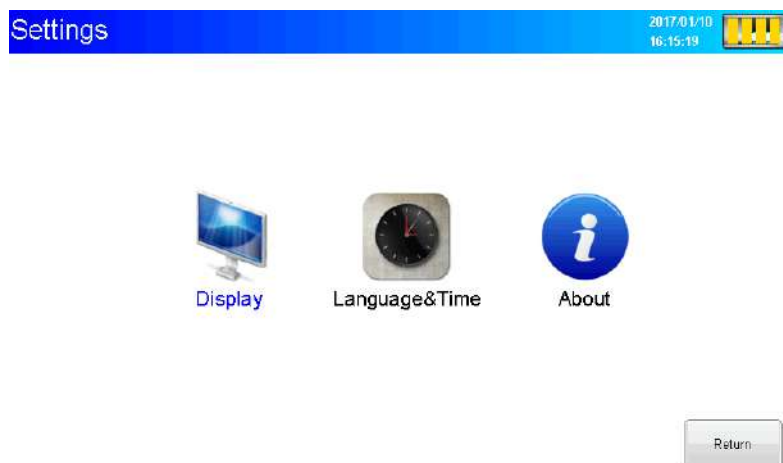 Settings
2017/01/10
16:15:19
Display
Language&Time
About
Return